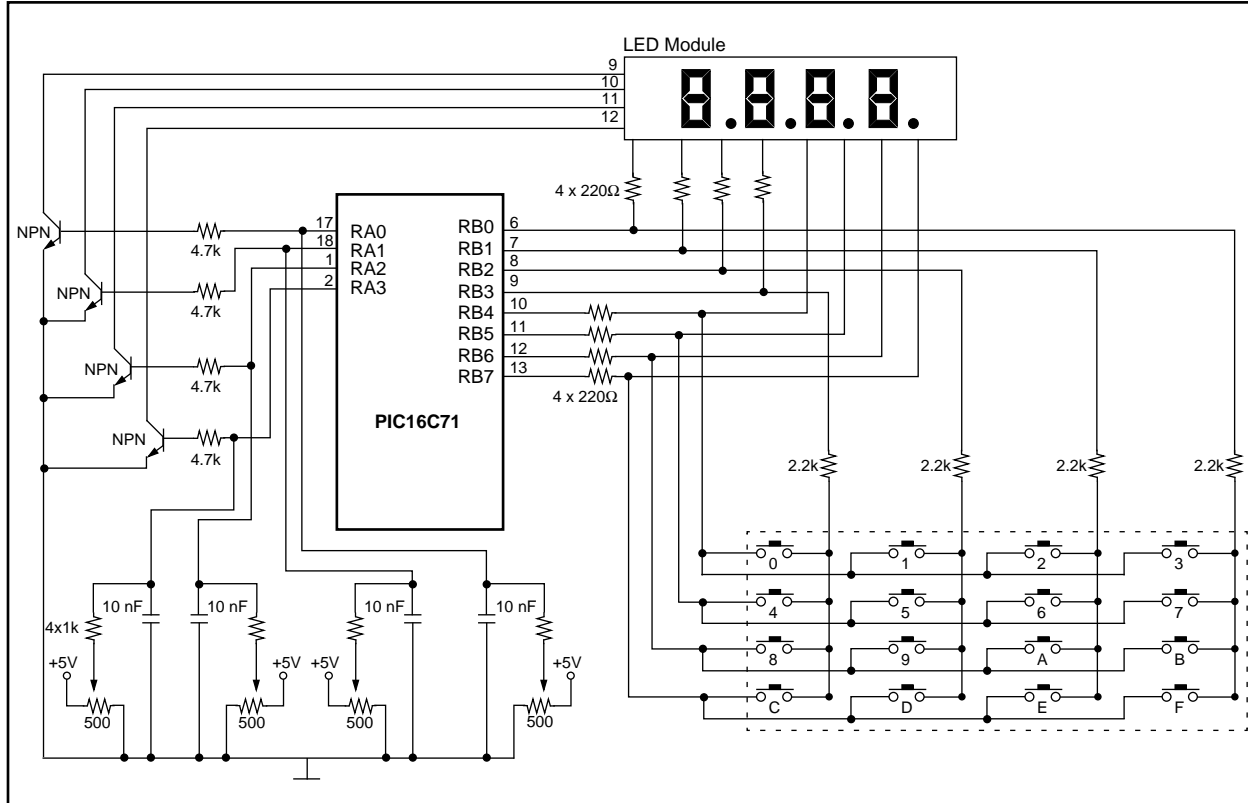 LED Module
9
10
11
12
4 x 220Ω
NPN
4.7k
17
RA0
RB0
6
18
RA1
RB1
7
1
RA2
RB2
8
2
RA3
RB3
9
RB4
10
RB5
11
RB6
12
RB7
13
4 x 220Ω
PIC16C71
NPN
4.7k
NPN
4.7k
NPN
4.7k
2.2k
2.2k
2.2k
2.2k
0
1
2
3
4
5
6
7
8
9
A
B
C
D
E
F
10 nF
10 nF
10 nF
10 nF
4x1k
+5V
+5V
+5V
+5V
500
500
500
500
8.8.8.8.